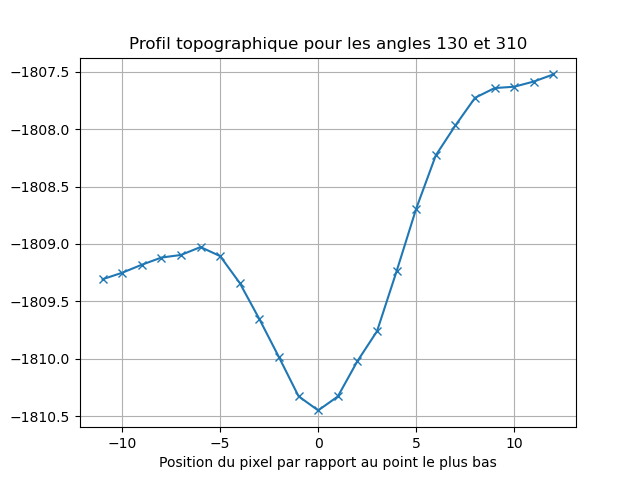 Profil topographique pour les angles 130 et 310
−1807.5
−1808.0
−1808.5
−1809.0
−1809.5
−1810.0
−1810.5
−10 −5 0 5 10
Position du pixel par rapport au point le plus bas